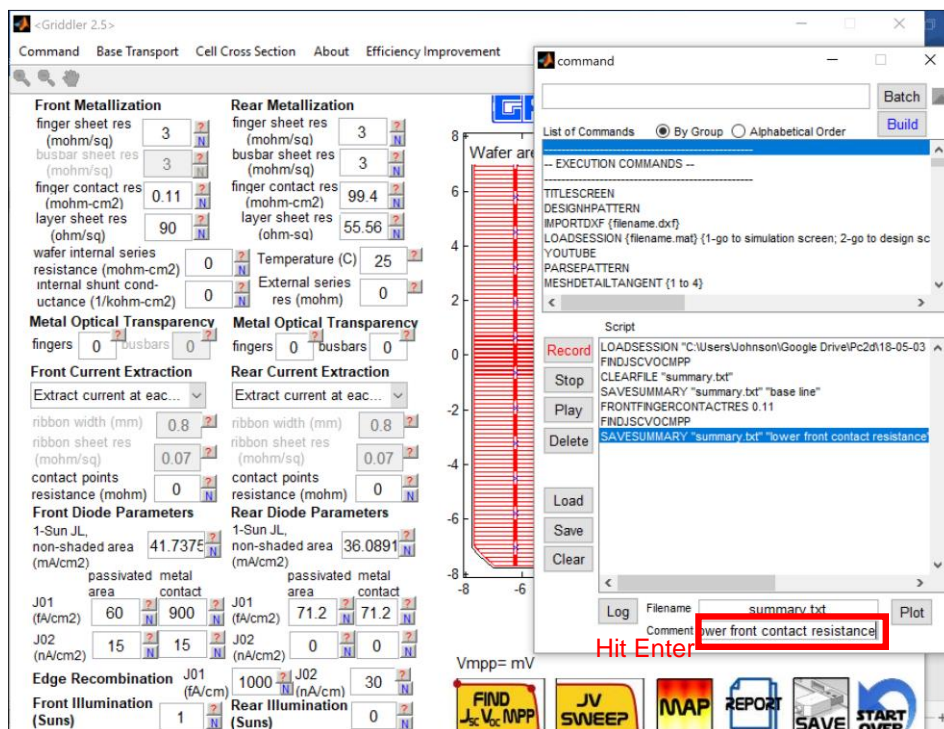 <Griddler 2.5>
Command Base Transport Cell Cross Section About Efficiency Improvement
Front Metallization
finger sheet res
(mohm/sq)
3
?
N
busbar sheet res
(mohm/sq)
3
?
N
finger contact res
(mohm-cm2)
0.11
?
N
layer sheet res
(ohm/sq)
90
?
N
Rear Metallization
finger sheet res
(mohm/sq)
3
?
N
busbar sheet res
(mohm/sq)
3
?
N
finger contact res
(mohm-cm2)
99.4
?
N
layer sheet res
(ohm-sq)
55.56
?
N
wafer internal series
resistance (mohm-cm2)
0
?
N
Temperature (C)
25
?
internal shunt cond-
uctance (1/kohm-cm2)
0
?
N
External series
res (mohm)
0
?
Metal Optical Transparency
fingers 0 ? busbars 0 ?
Metal Optical Transparency
fingers 0 ? busbars 0 ?
Front Current Extraction
Extract current at eac...
ribbon width (mm) 0.8 ?
ribbon sheet res
(mohm/sq)
0.07
?
contact points
resistance (mohm)
0
?
N
Rear Current Extraction
Extract current at eac...
ribbon width (mm) 0.8 ?
ribbon sheet res
(mohm/sq)
0.07
?
contact points
resistance (mohm)
0
?
N
Front Diode Parameters
1-Sun JL,
non-shaded area
(mA/cm2)
41.7375
?
N
passivated metal
area contact
J01
(fA/cm2)
60 ? N 900 ? N
J02
(nA/cm2)
15 ? N 15 ? N
Rear Diode Parameters
1-Sun JL,
non-shaded area
(mA/cm2)
36.0891
?
N
passivated metal
area contact
J01
(fA/cm2)
71.2 ? N 71.2 ? N
J02
(nA/cm2)
0 ? N 0 ? N
Edge Recombination J01
(fA/cm)
1000 ? N
J02
(nA/cm)
30 ? N
Front Illumination
(Suns)
1
?
N
Rear Illumination
(Suns)
0
?
N
Wafer are
8
6
4
2
0
-2
-4
-6
-8
-8 -6
Vmpp= mV
FIND
Jsc Voc MPP
JV
SWEEP
MAP
REPORT
SAVE
START
OVER
command
Batch
Build
List of Commands By Group Alphabetical Order
-- EXECUTION COMMANDS --
TITLESCREEN
DESIGNHPATTERN
IMPORTDXF {filename.dxf}
LOADSESSION {filename.mat} {1-go to simulation screen; 2-go to design sc
YOUTUBE
PARSEPATTERN
MESHDETAILTANGENT {1 to 4}
Script
Record
Stop
Play
Delete
Load
Save
Clear
LOADSESSION "C:\Users\Johnson\Google Drive\Pc2d\18-05-03
FINDJSCVOCMPP
CLEARFILE "summary.txt"
SAVESUMMARY "summary.txt" "base line"
FRONTFINGERCONTACTRES 0.11
FINDJSCVOCMPP
SAVESUMMARY "summary.txt" "lower front contact resistance"
Log
Filename summary.txt
Plot
Comment ower front contact resistance
Hit Enter